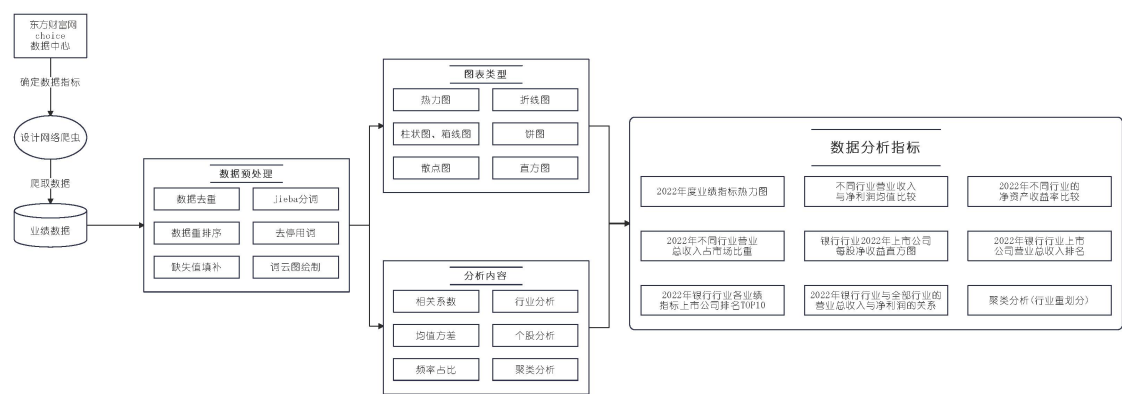 东方财富网
choice
数据中心
确定数据指标
设计网络爬虫
爬取数据
业绩数据
数据预处理
数据去重
Jieba分词
数据重排序
去停用词
缺失值填补
词云图绘制
图表类型
热力图
折线图
柱状图、箱线图
饼图
散点图
直方图
分析内容
相关系数
行业分析
均值方差
个股分析
频率占比
聚类分析
数据分析指标
2022年度业绩指标热力图
不同行业营业收入
与净利润均值比较
2022年不同行业的
净资产收益率比较
2022年不同行业营业
总收入占市场比重
银行行业2022年上市公司
每股净收益直方图
2022年银行行业上市
公司营业总收入排名
2022年银行行业各业绩
指标上市公司排名TOP10
2022年银行行业与全部行业的
营业总收入与净利润的关系
聚类分析(行业重划分)